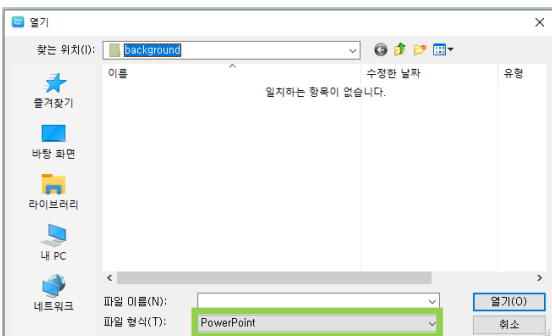 열기
찾는 위치(I):
background
이름
수정한 날짜
유형
일치하는 항목이 없습니다.
즐겨찾기
바탕 화면
라이브러리
내 PC
네트워크
파일 이름(N):
열기(O)
파일 형식(T):
PowerPoint
취소